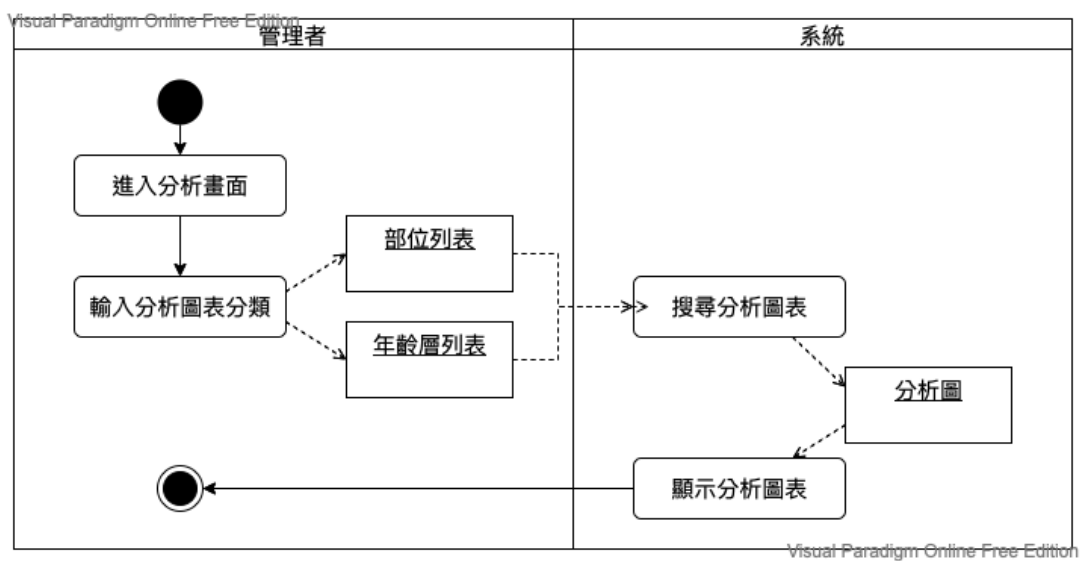 Visual Paradigm Online Free Edition
管理者
系統
進入分析畫面
輸入分析圖表分類
部位列表
年齡層列表
搜尋分析圖表
分析圖
顯示分析圖表
Visual Paradigm Online Free Edition